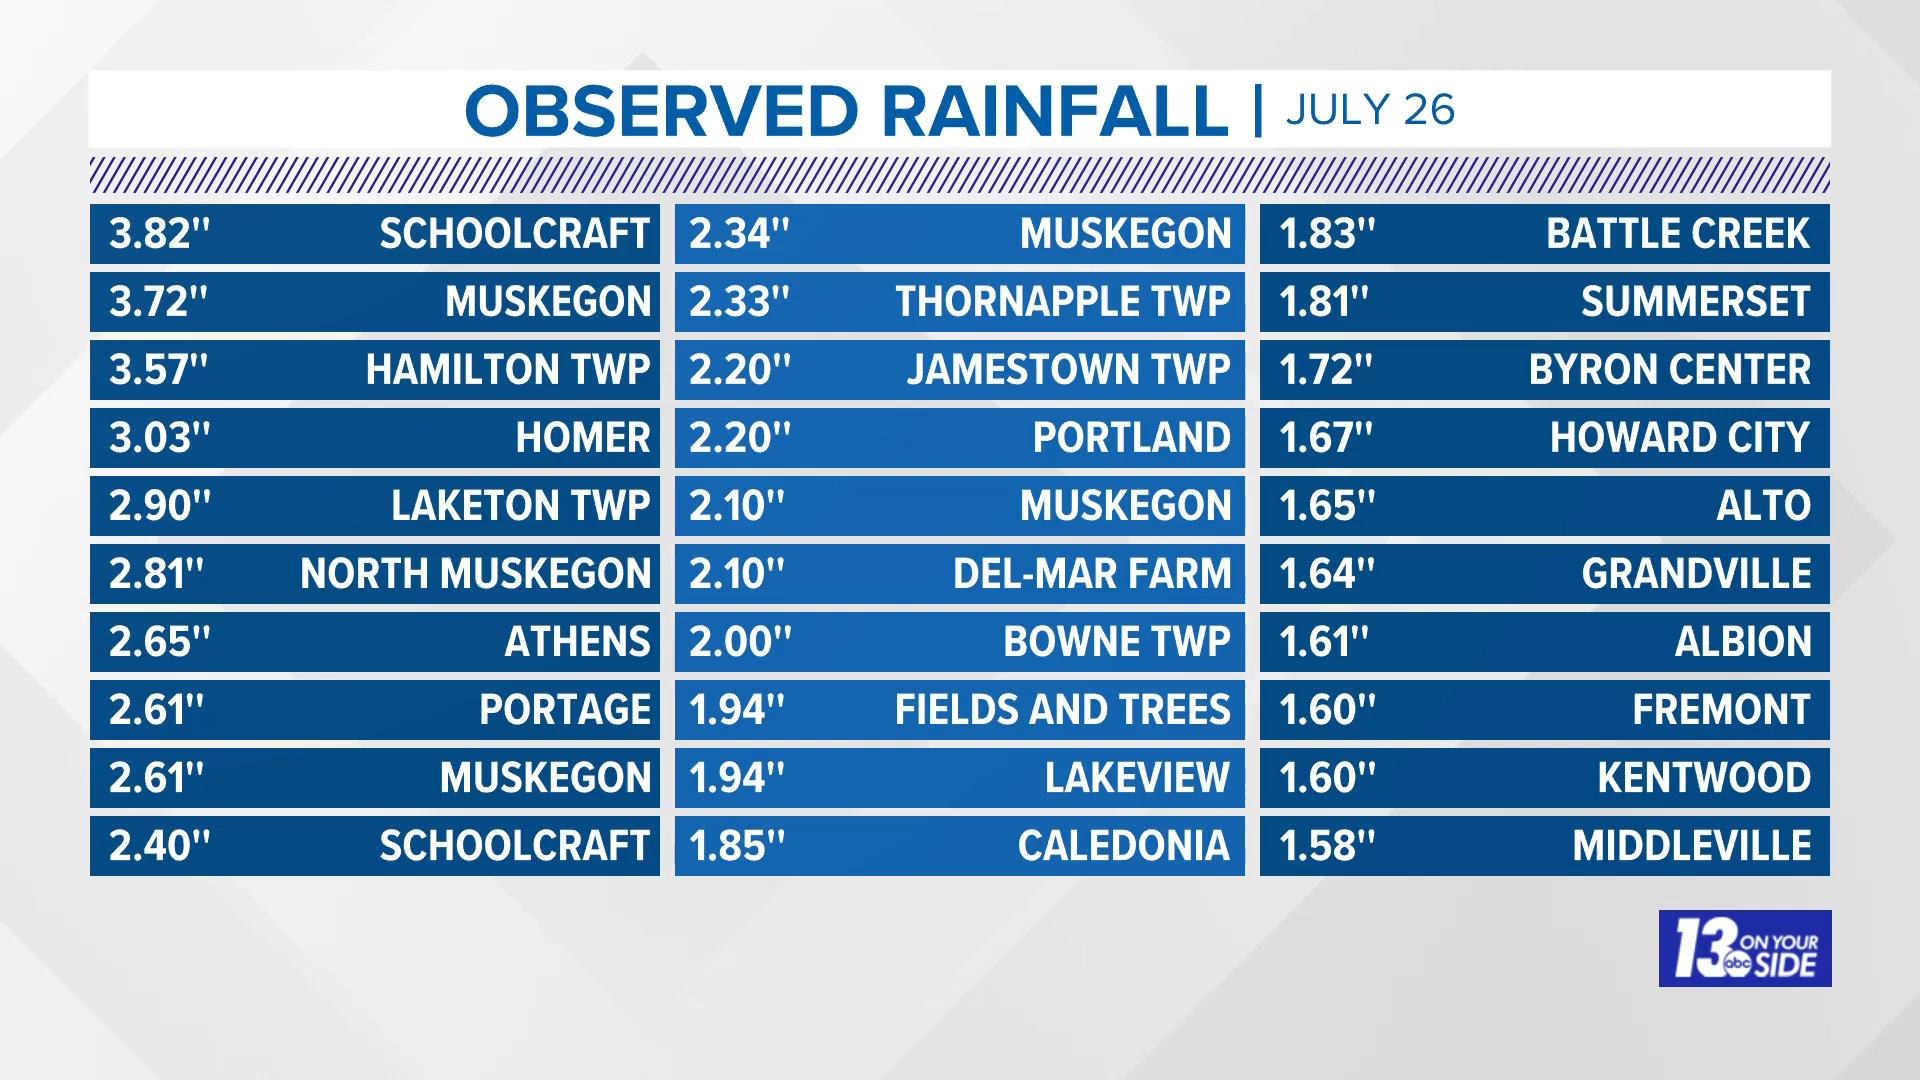 OBSERVED RAINFALL | JULY 26
3.82" SCHOOLCRAFT
3.72" MUSKEGON
3.57" HAMILTON TWP
3.03" HOMER
2.90" LAKETON TWP
2.81" NORTH MUSKEGON
2.65" ATHENS
2.61" PORTAGE
2.61" MUSKEGON
2.40" SCHOOLCRAFT
2.34" MUSKEGON
2.33" THORNAPPLE TWP
2.20" JAMESTOWN TWP
2.20" PORTLAND
2.10" MUSKEGON
2.10" DEL-MAR FARM
2.00" BOWNE TWP
1.94" FIELDS AND TREES
1.94" LAKEVIEW
1.85" CALEDONIA
1.83" BATTLE CREEK
1.81" SUMMERSET
1.72" BYRON CENTER
1.67" HOWARD CITY
1.65" ALTO
1.64" GRANDVILLE
1.61" ALBION
1.60" FREMONT
1.60" KENTWOOD
1.58" MIDDLEVILLE
13 ON YOUR
abc SIDE